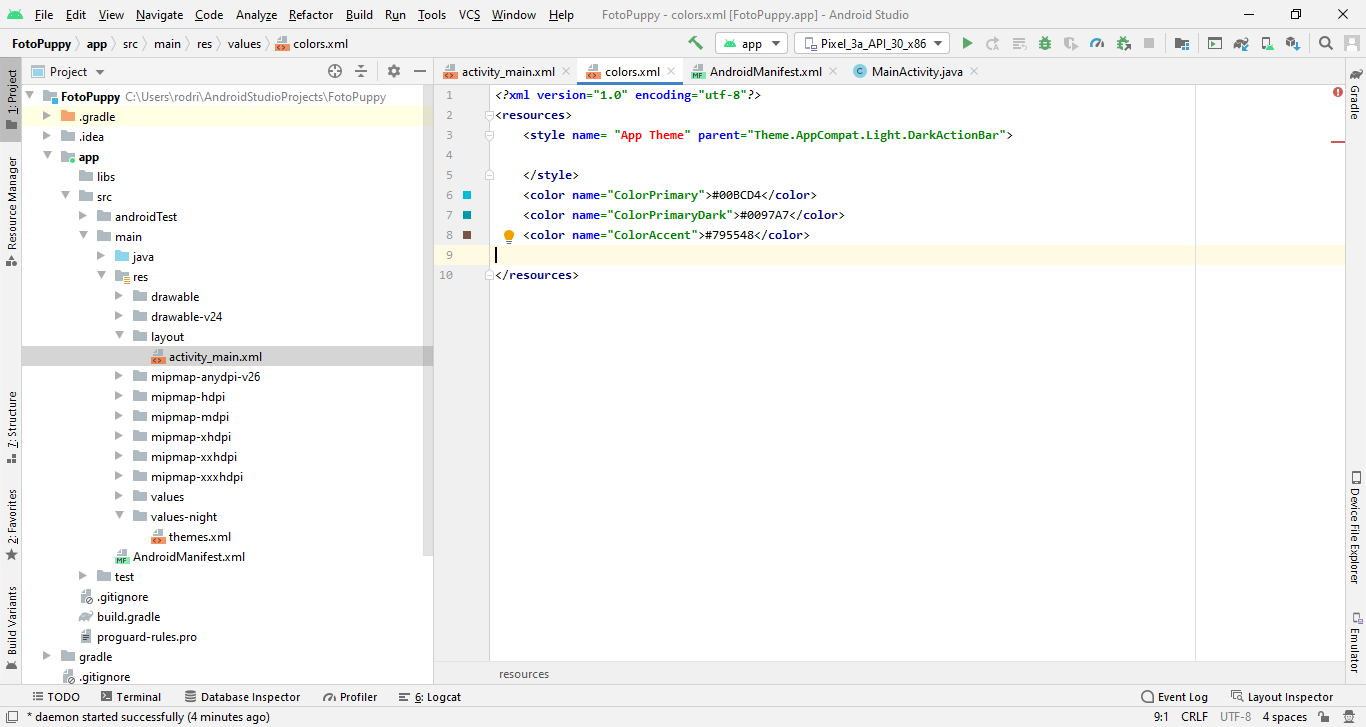 File Edit View Navigate Code Analyze Refactor Build Run Tools VCS Window Help FotoPuppy - colors.xml [FotoPuppy.app] - Android Studio
FotoPuppy app src main res values colors.xml app Pixel_3a_API_30_x86
Project
activity_main.xml colors.xml AndroidManifest.xml MainActivity.java
1: Project
Resource Manager
7: Structure
2: Favorites
Build Variants
FotoPuppy C:\Users\rodri\AndroidStudioProjects\FotoPuppy
.gradle
.idea
app
libs
src
androidTest
main
java
res
drawable
drawable-v24
layout
activity_main.xml
mipmap-anydpi-v26
mipmap-hdpi
mipmap-mdpi
mipmap-xhdpi
mipmap-xxhdpi
mipmap-xxxhdpi
values
values-night
themes.xml
MF AndroidManifest.xml
test
.gitignore
build.gradle
proguard-rules.pro
gradle
.gitignore
1 <?xml version="1.0" encoding="utf-8"?>
2 <resources>
3 <style name= "App Theme" parent="Theme.AppCompat.Light.DarkActionBar">
4
5 </style>
6 <color name="ColorPrimary">#00BCD4</color>
7 <color name="ColorPrimaryDark">#0097A7</color>
8 <color name="ColorAccent">#795548</color>
9
10 </resources>
resources
Gradle
Device File Explorer
Emulator
TODO Terminal Database Inspector Profiler 6: Logcat Event Log Layout Inspector
* daemon started successfully (4 minutes ago) 9:1 CRLF UTF-8 4 spaces